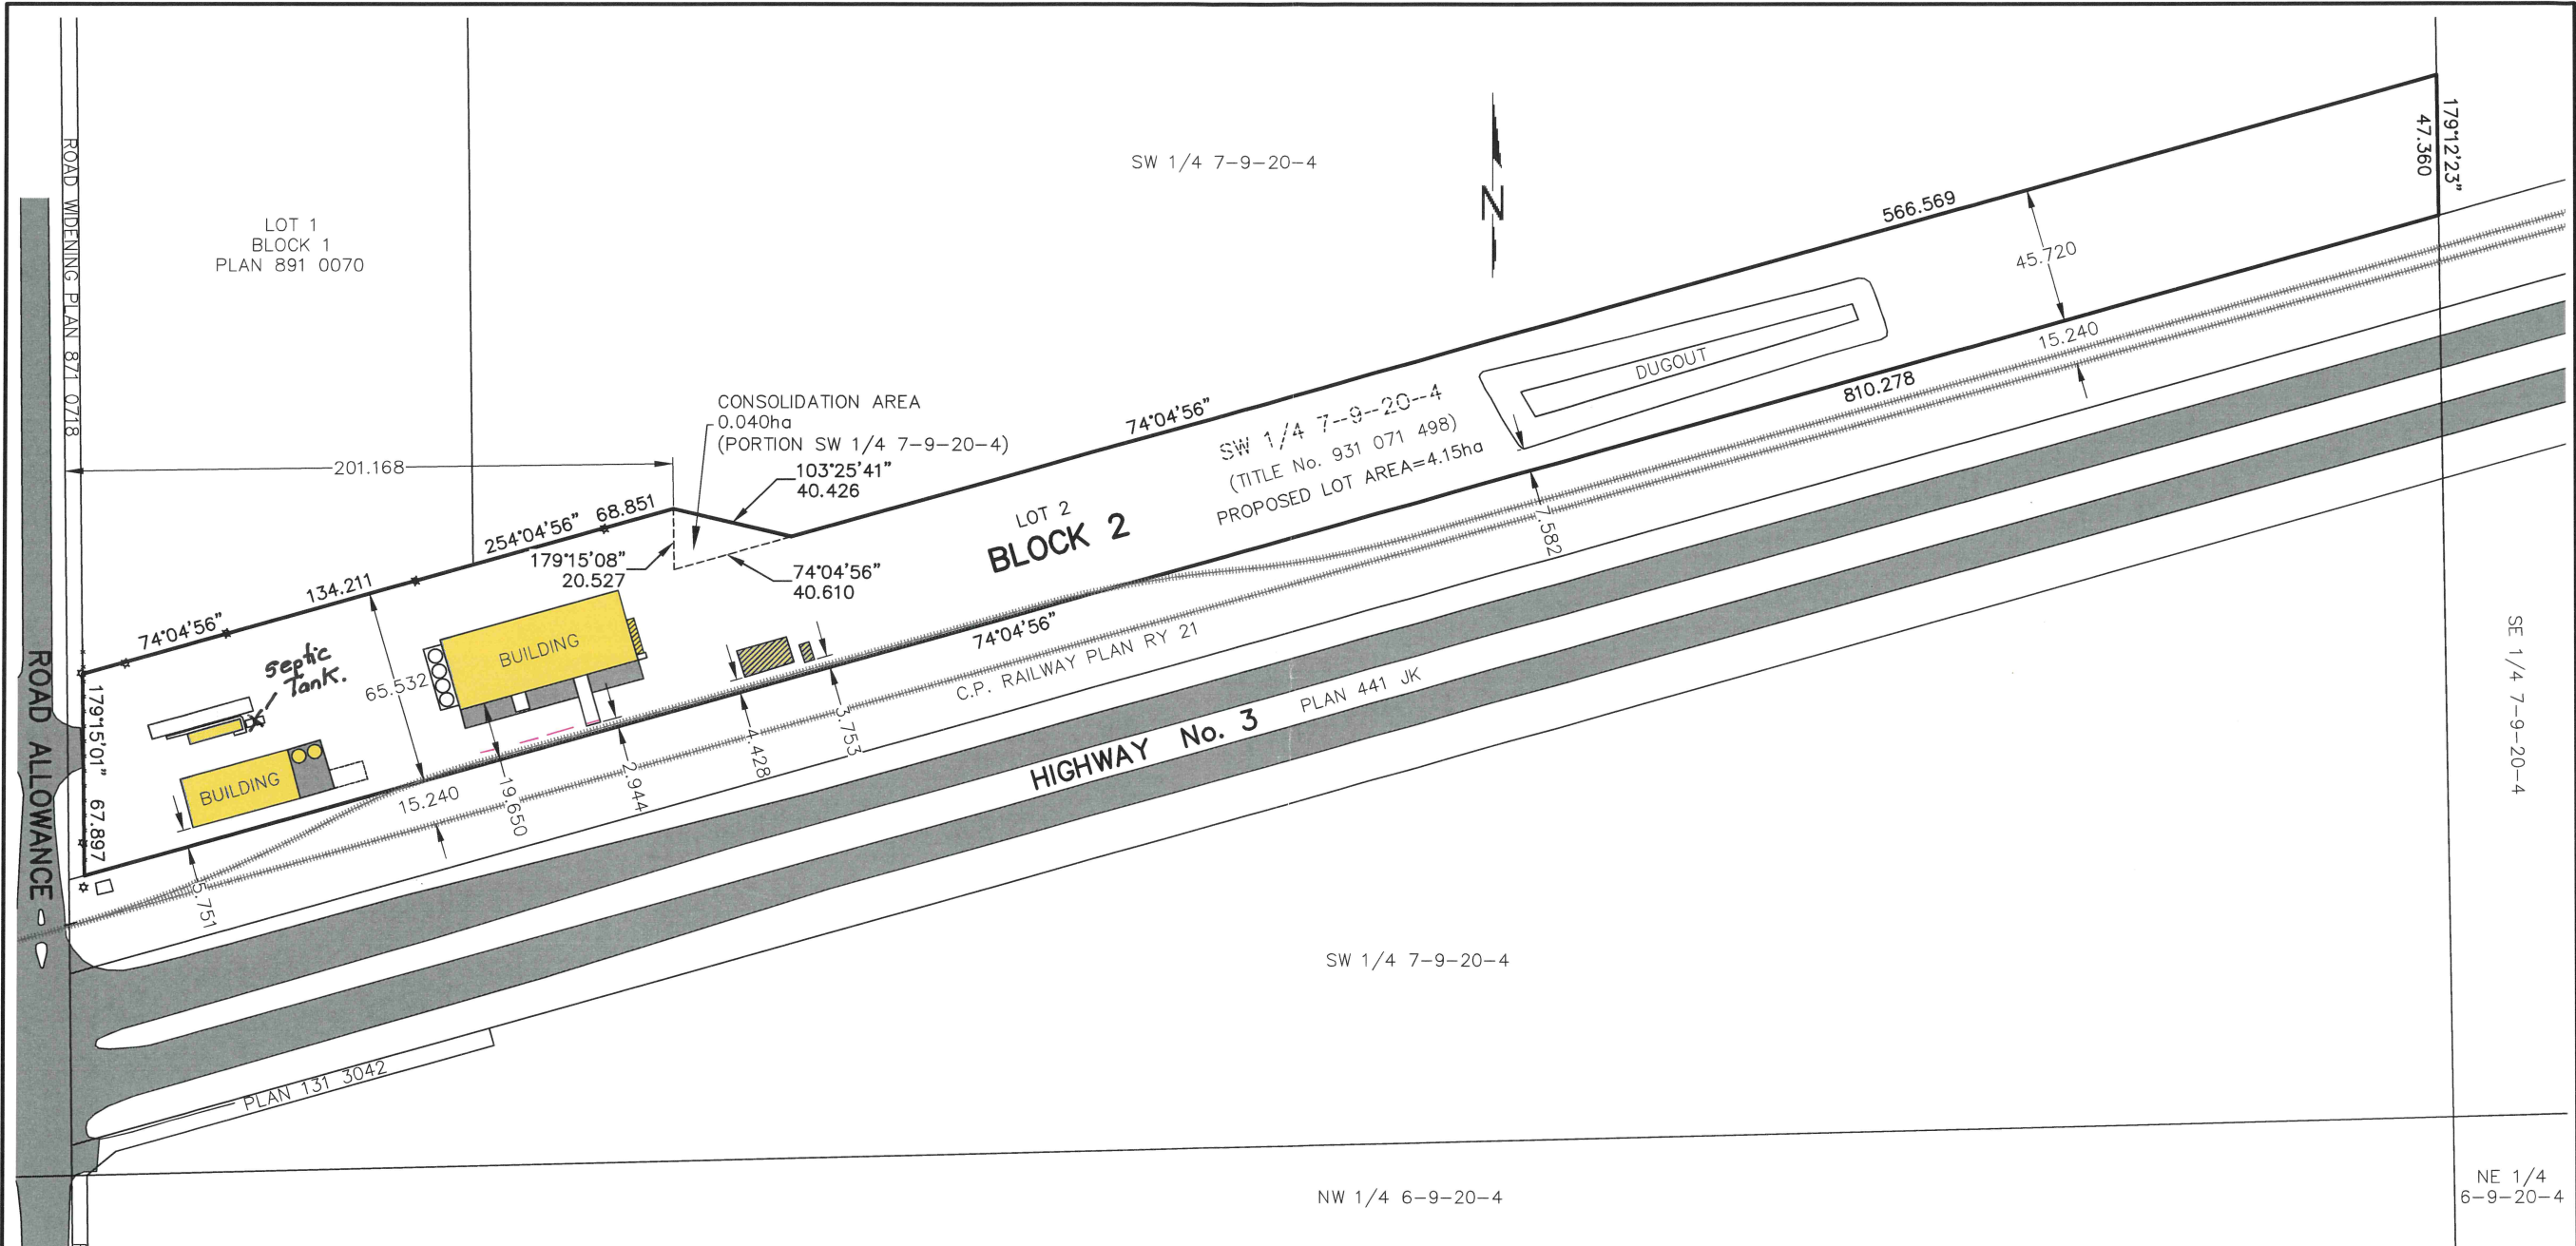 ROAD WIDENING PLAN 871 0718
LOT 1
BLOCK 1
PLAN 891 0070
SW 1/4 7-9-20-4
N
179°12'23"
47.360
566.569
45.720
15.240
DUGOUT
810.278
CONSOLIDATION AREA
0.040ha
(PORTION SW 1/4 7-9-20-4)
103°25'41"
40.426
74°04'56"
SW 1/4 7--9--20--4
(TITLE No. 931 071 498)
PROPOSED LOT AREA=4.15ha
LOT 2
BLOCK 2
201.168
254°04'56" 68.851
179°15'08"
20.527
74°04'56"
40.610
134.211
74°04'56"
septic
Tank.
65.532
BUILDING
BUILDING
179°15'01" 67.897
ROAD ALLOWANCE
15.240
5.751
19.650
2.944
4.428
3.753
7.582
74°04'56"
C.P. RAILWAY PLAN RY 21
HIGHWAY No. 3
PLAN 441 JK
SE 1/4 7-9-20-4
SW 1/4 7-9-20-4
PLAN 131 3042
NW 1/4 6-9-20-4
NE 1/4
6-9-20-4